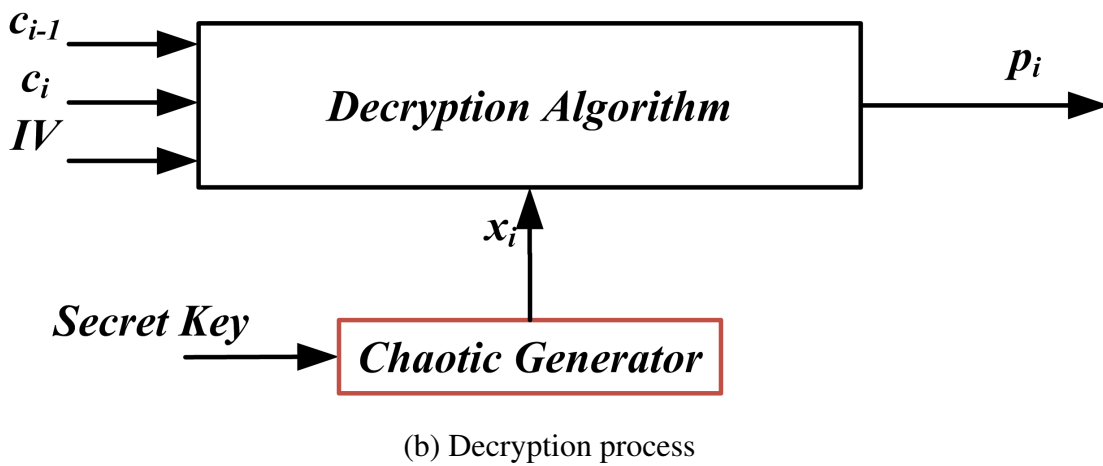 c_{i-1}
c_i
IV
Decryption Algorithm
p_i
x_i
Secret Key
Chaotic Generator
(b) Decryption process